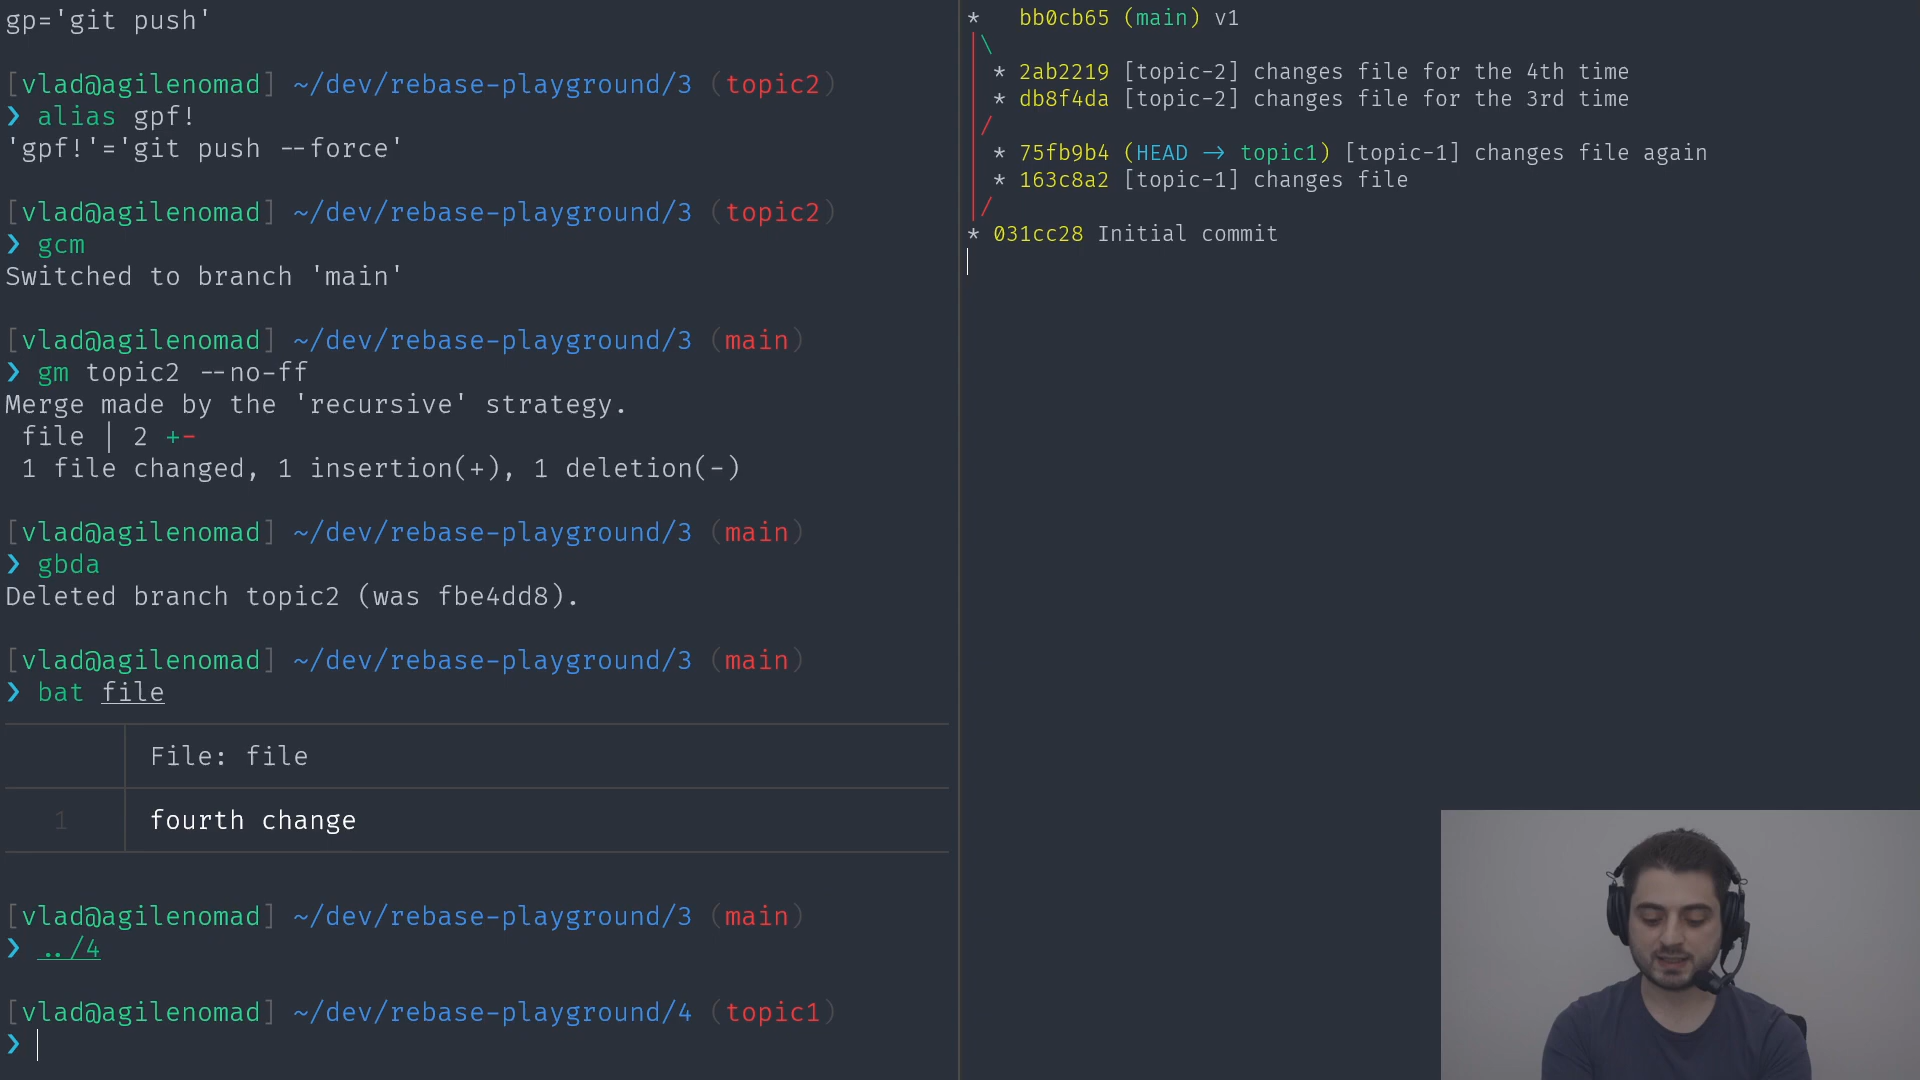 gp='git push'
[vlad@agilenomad] ~/dev/rebase-playground/3 (topic2)
❯ alias gpf!
'gpf!'='git push --force'
[vlad@agilenomad] ~/dev/rebase-playground/3 (topic2)
❯ gcm
Switched to branch 'main'
[vlad@agilenomad] ~/dev/rebase-playground/3 (main)
❯ gm topic2 --no-ff
Merge made by the 'recursive' strategy.
file | 2 +-
1 file changed, 1 insertion(+), 1 deletion(-)
[vlad@agilenomad] ~/dev/rebase-playground/3 (main)
❯ gbda
Deleted branch topic2 (was fbe4dd8).
[vlad@agilenomad] ~/dev/rebase-playground/3 (main)
❯ bat file
File: file
1 fourth change
[vlad@agilenomad] ~/dev/rebase-playground/3 (main)
❯ ../4
[vlad@agilenomad] ~/dev/rebase-playground/4 (topic1)
❯
* bb0cb65 (main) v1
|\
* 2ab2219 [topic-2] changes file for the 4th time
* db8f4da [topic-2] changes file for the 3rd time
|/
* 75fb9b4 (HEAD -> topic1) [topic-1] changes file again
* 163c8a2 [topic-1] changes file
|/
* 031cc28 Initial commit